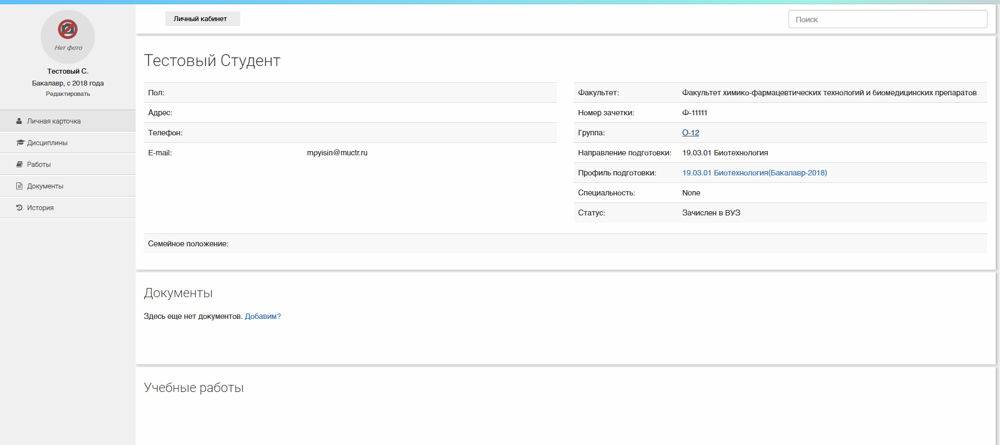 Личный кабинет
Поиск
Нет фото
Тестовый С.
Бакалавр, с 2018 года
Редактировать
Личная карточка
Дисциплины
Работы
Документы
История
Тестовый Студент
Пол:
Адрес:
Телефон:
E-mail: mpyisin@muctr.ru
Факультет: Факультет химико-фармацевтических технологий и биомедицинских препаратов
Номер зачетки: Ф-11111
Группа: О-12
Направление подготовки: 19.03.01 Биотехнология
Профиль подготовки: 19.03.01 Биотехнология(Бакалавр-2018)
Специальность: None
Статус: Зачислен в ВУЗ
Семейное положение:
Документы
Здесь еще нет документов. Добавим?
Учебные работы